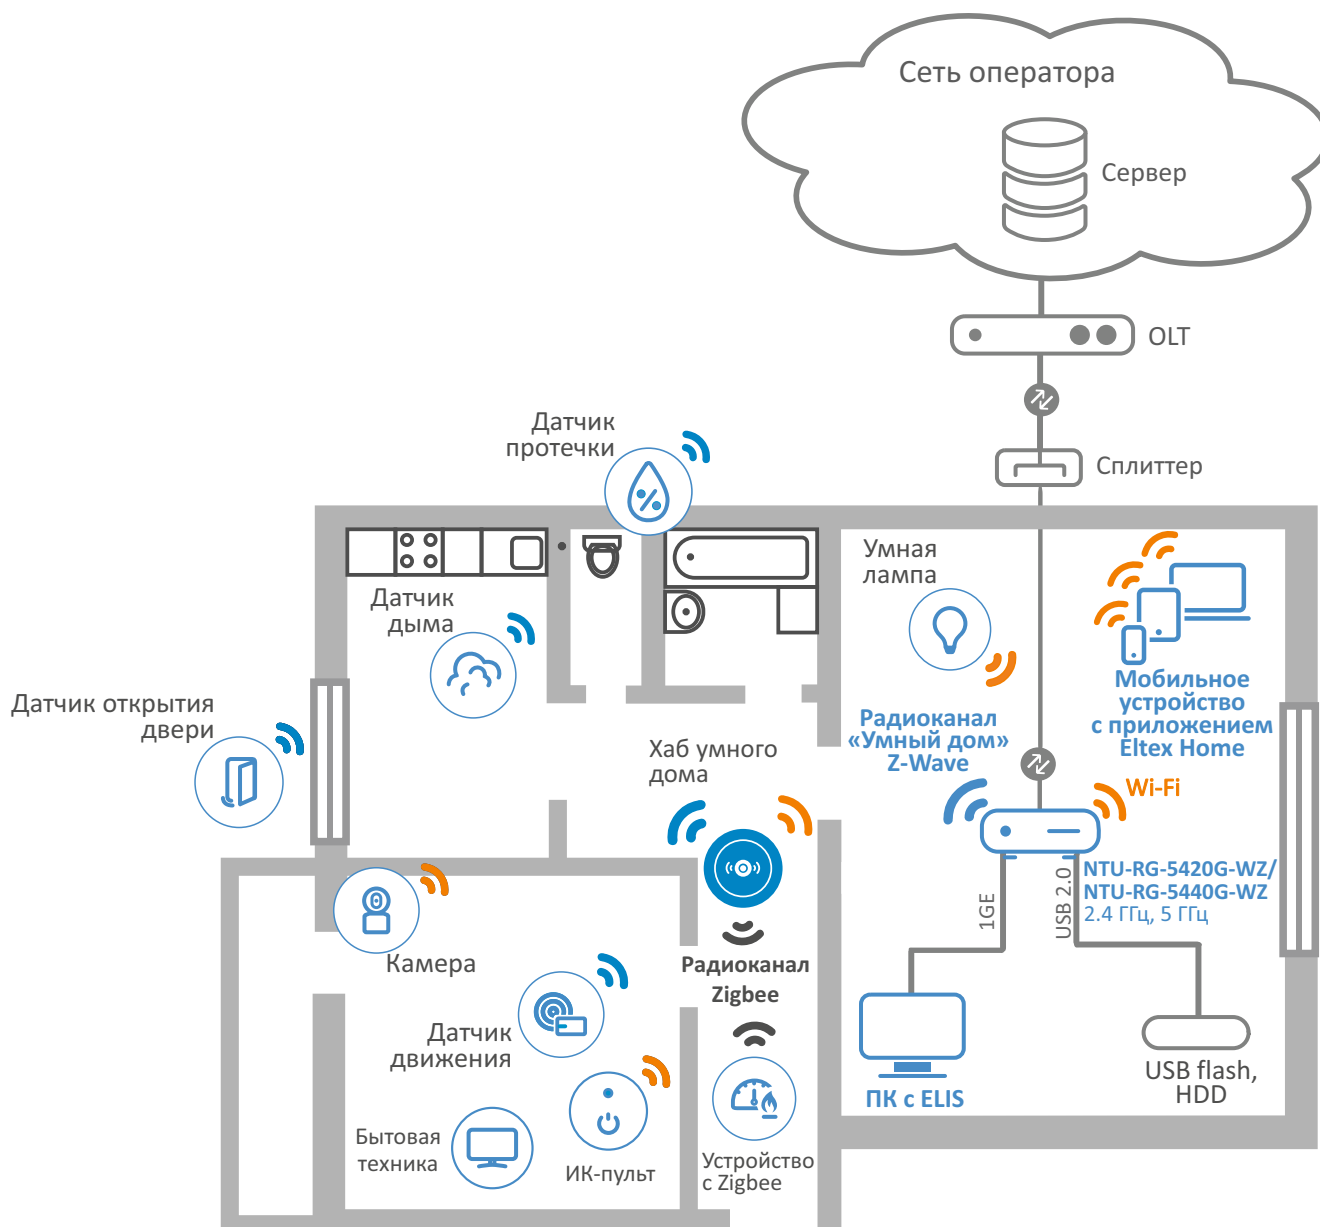 Сеть оператора
Сервер
OLT
Сплиттер
Датчик
протечки
Умная
лампа
Датчик
дыма
Мобильное
устройство
с приложением
Eltex Home
Датчик открытия
двери
Радиоканал
«Умный дом»
Z-Wave
Хаб умного
дома
Wi-Fi
NTU-RG-5420G-WZ/
NTU-RG-5440G-WZ
2.4 ГГц, 5 ГГц
1GE
USB 2.0
Камера
Радиоканал
Zigbee
Датчик
движения
ПК с ELIS
USB flash,
HDD
Бытовая
техника
ИК-пульт
Устройство
с Zigbee